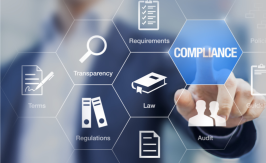 Requirements
COMPLIANCE
Transparency
Terms
Law
Regulations
Audit